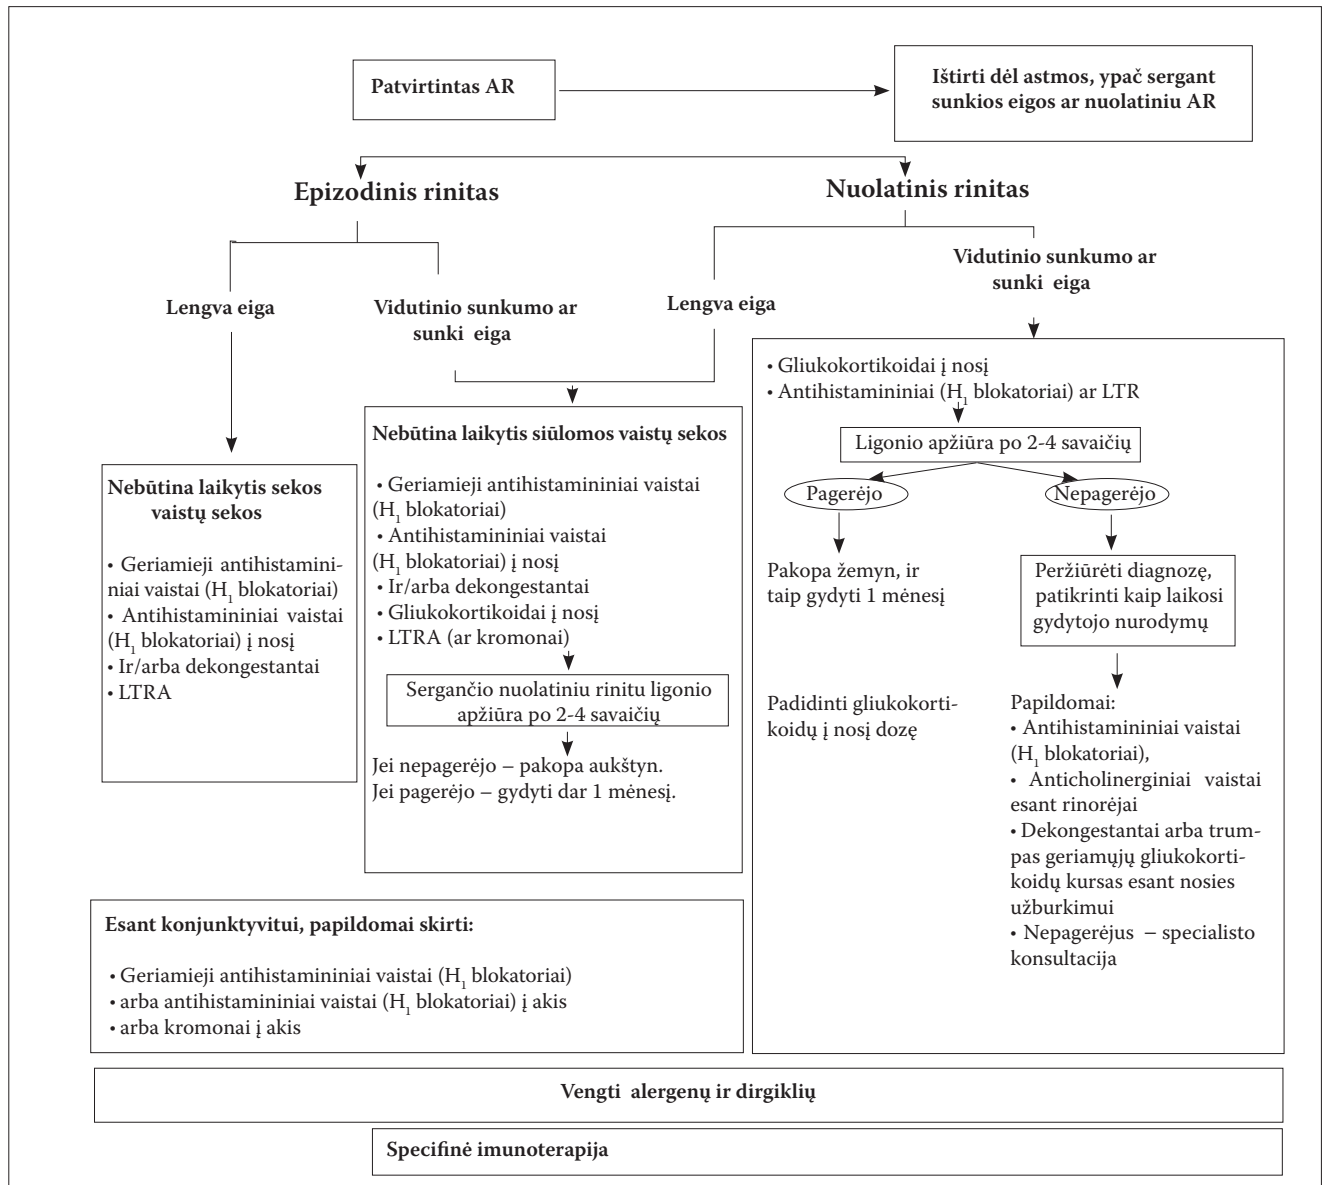 Patvirtintas AR
Ištirti dėl astmos, ypač sergant
sunkios eigos ar nuolatiniu AR
Epizodinis rinitas
Nuolatinis rinitas
Lengva eiga
Vidutinio sunkumo ar
sunki eiga
Lengva eiga
Vidutinio sunkumo ar
sunki eiga
Nebūtina laikytis sekos
vaistų sekos
• Geriamieji antihistamini-
niai vaistai (H₁ blokatoriai)
• Antihistamininiai vaistai
(H₁ blokatoriai) į nosį
• Ir/arba dekongestantai
• LTRA
Nebūtina laikytis siūlomos vaistų sekos
• Geriamieji antihistamininiai vaistai
(H₁ blokatoriai)
• Antihistamininiai vaistai
(H₁ blokatoriai) į nosį
• Ir/arba dekongestantai
• Gliukokortikoidai į nosį
• LTRA (ar kromonai)
Sergančio nuolatiniu rinitu ligonio
apžiūra po 2-4 savaičių
Jei nepagerėjo – pakopa aukštyn.
Jei pagerėjo – gydyti dar 1 mėnesį.
• Gliukokortikoidai į nosį
• Antihistamininiai (H₁ blokatoriai) ar LTR
Ligonio apžiūra po 2-4 savaičių
Pagerėjo
Nepagerėjo
Pakopa žemyn, ir
taip gydyti 1 mėnesį
Peržiūrėti diagnozę,
patikrinti kaip laikosi
gydytojo nurodymų
Padidinti gliukokorti-
koidų į nosį dozę
Papildomai:
• Antihistamininiai vaistai
(H₁ blokatoriai),
• Anticholinerginiai vaistai
esant rinorėjai
• Dekongestantai arba trum-
pas geriamųjų gliukokorti-
koidų kursas esant nosies
užburkimui
• Nepagerėjus – specialisto
konsultacija
Esant konjunktyvitui, papildomai skirti:
• Geriamieji antihistamininiai vaistai (H₁ blokatoriai)
• arba antihistamininiai vaistai (H₁ blokatoriai) į akis
• arba kromonai į akis
Vengti alergenų ir dirgiklių
Specifinė imunoterapija